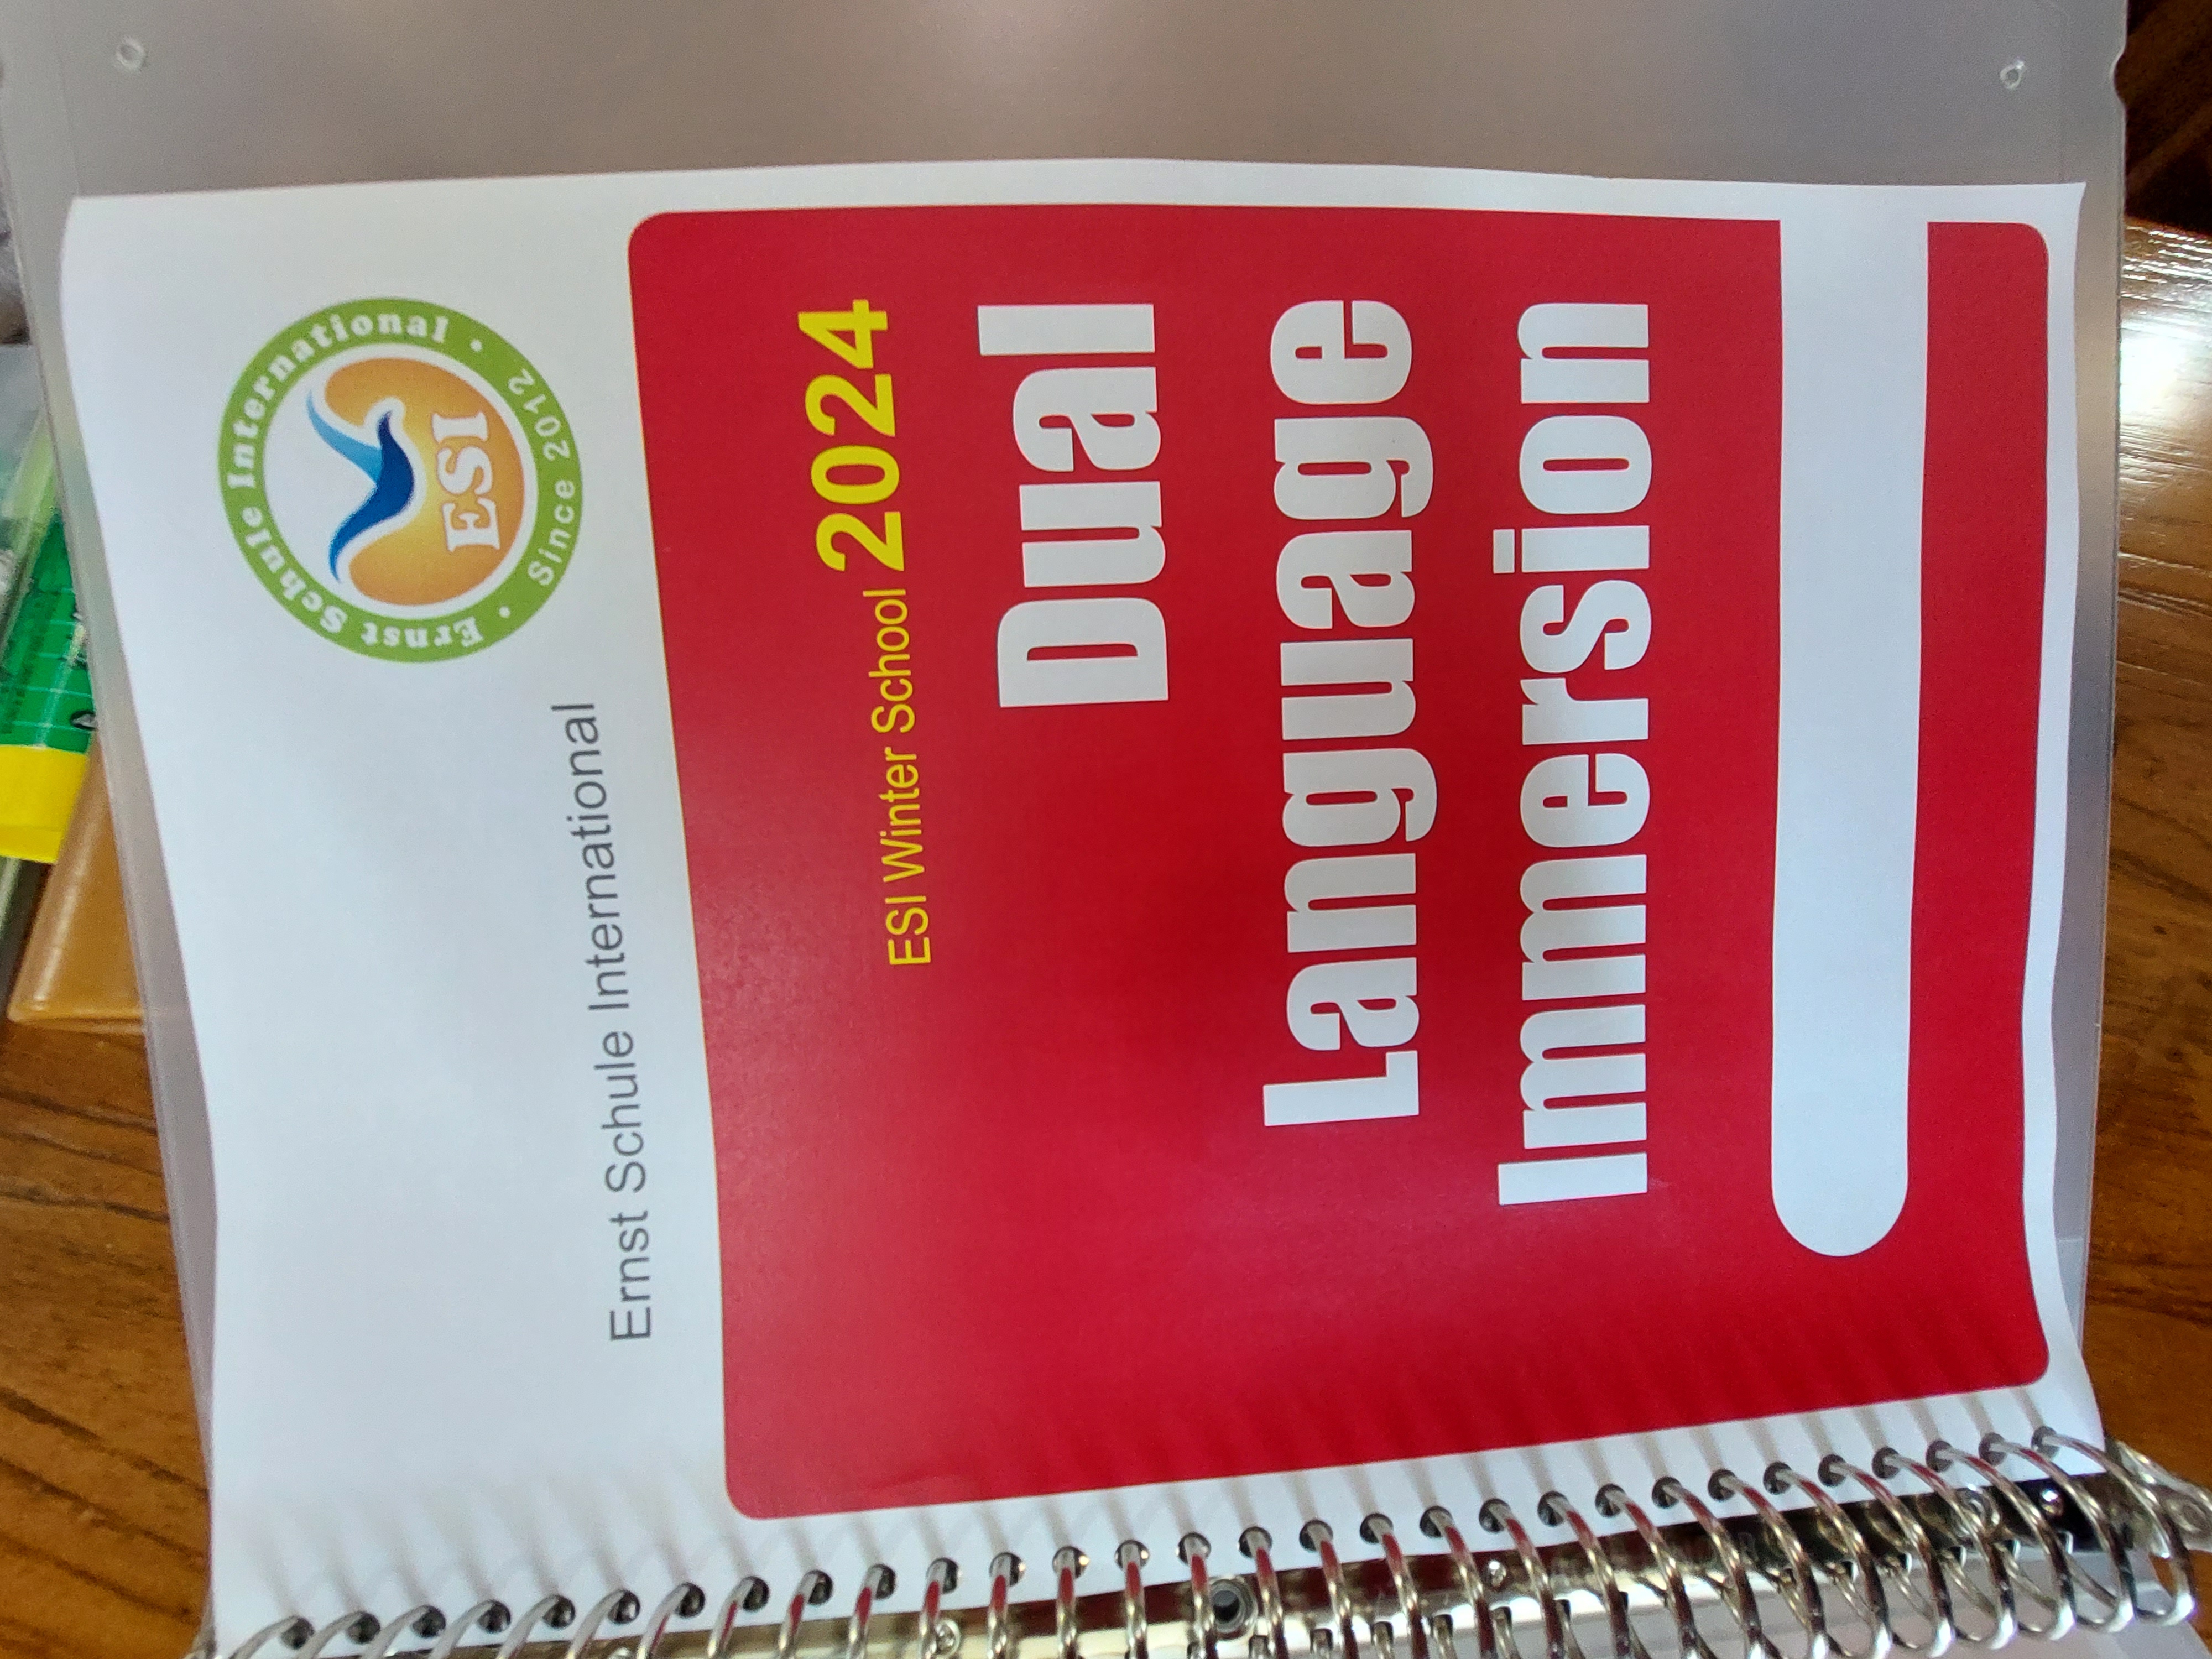 Ernst Schule International
Since 2012
ESI
Ernst Schule International
ESI Winter School 2024
Dual
Language
Immersion